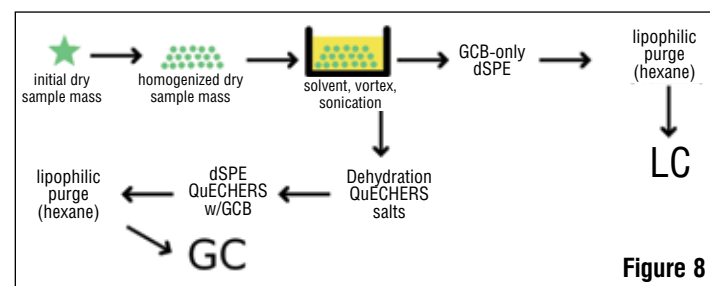 initial dry
sample mass
homogenized dry
sample mass
solvent, vortex,
sonication
GCB-only
dSPE
lipophilic
purge
(hexane)
LC
Dehydration
QuECHERS
salts
dSPE
QuECHERS
w/GCB
lipophilic
purge
(hexane)
GC
Figure 8